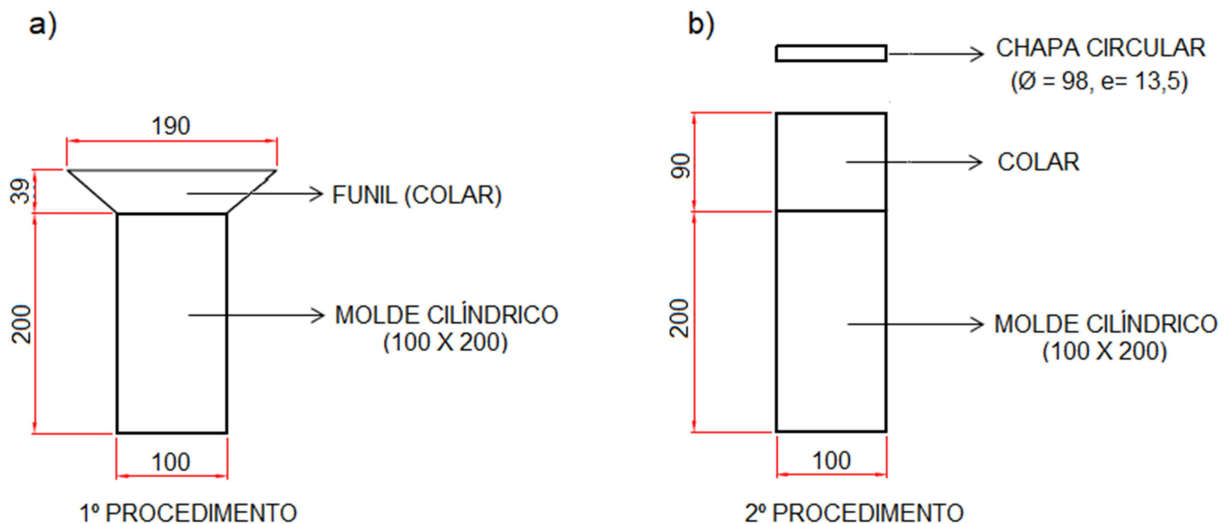 a)
190
39
FUNIL (COLAR)
200
MOLDE CILÍNDRICO
(100 X 200)
100
1º PROCEDIMENTO
b)
CHAPA CIRCULAR
(Ø = 98, e= 13,5)
90
COLAR
200
MOLDE CILÍNDRICO
(100 X 200)
100
2º PROCEDIMENTO